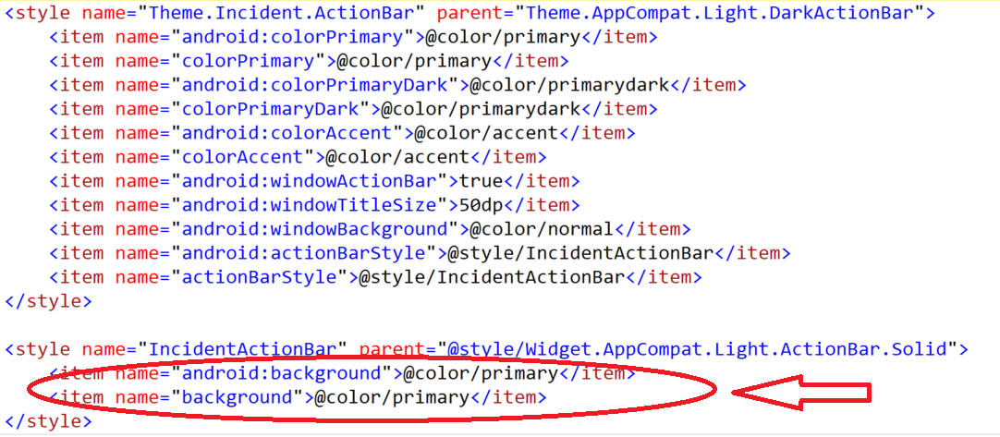 <style name="Theme.Incident.ActionBar" parent="Theme.AppCompat.Light.DarkActionBar">
    <item name="android:colorPrimary">@color/primary</item>
    <item name="colorPrimary">@color/primary</item>
    <item name="android:colorPrimaryDark">@color/primarydark</item>
    <item name="colorPrimaryDark">@color/primarydark</item>
    <item name="android:colorAccent">@color/accent</item>
    <item name="colorAccent">@color/accent</item>
    <item name="android:windowActionBar">true</item>
    <item name="android:windowTitleSize">50dp</item>
    <item name="android:windowBackground">@color/normal</item>
    <item name="android:actionBarStyle">@style/IncidentActionBar</item>
    <item name="actionBarStyle">@style/IncidentActionBar</item>
</style>
<style name="IncidentActionBar" parent="@style/Widget.AppCompat.Light.ActionBar.Solid">
    <item name="android:background">@color/primary</item>
    <item name="background">@color/primary</item>
</style>